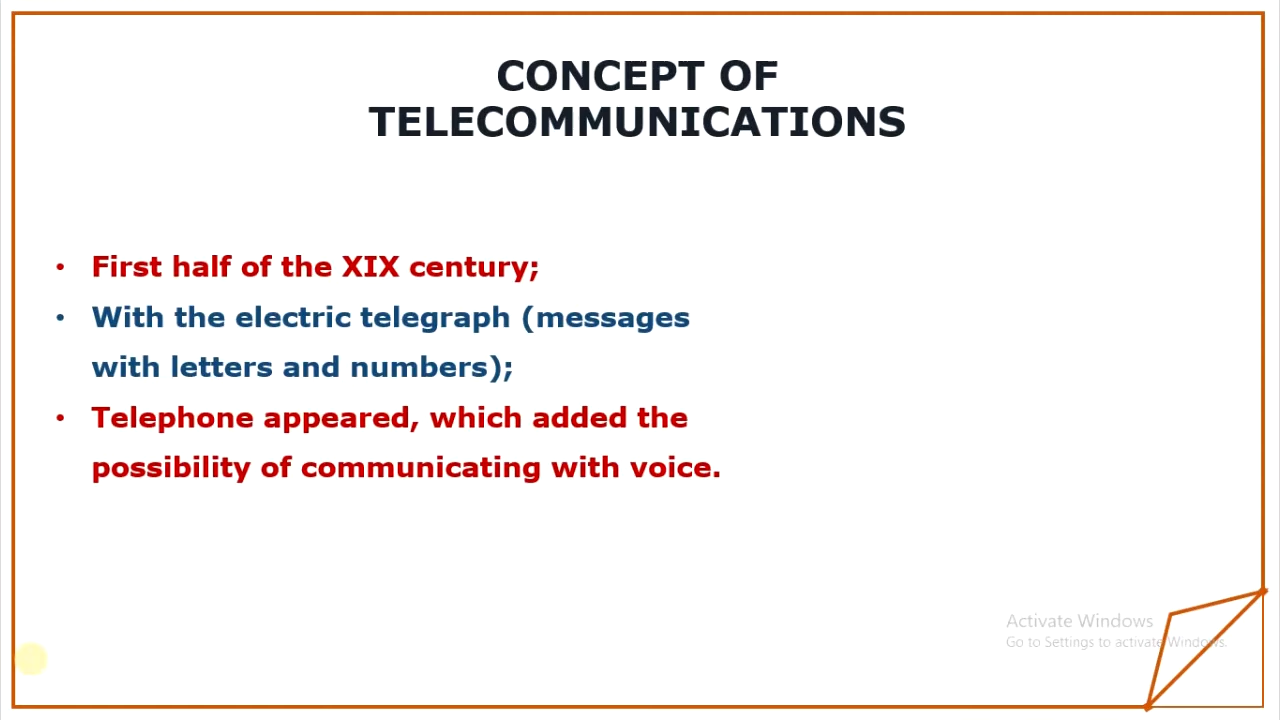 CONCEPT OF
TELECOMMUNICATIONS
• First half of the XIX century;
• With the electric telegraph (messages
with letters and numbers);
• Telephone appeared, which added the
possibility of communicating with voice.
Activate Windows
Go to Settings to activate Windows.